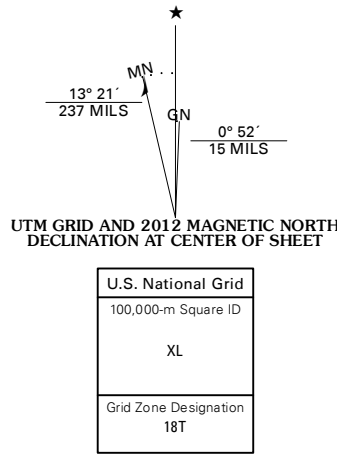 ★
MN
13° 21´
237 MILS
GN
0° 52´
15 MILS
UTM GRID AND 2012 MAGNETIC NORTH
DECLINATION AT CENTER OF SHEET
U.S. National Grid
100,000-m Square ID
XL
Grid Zone Designation
18T